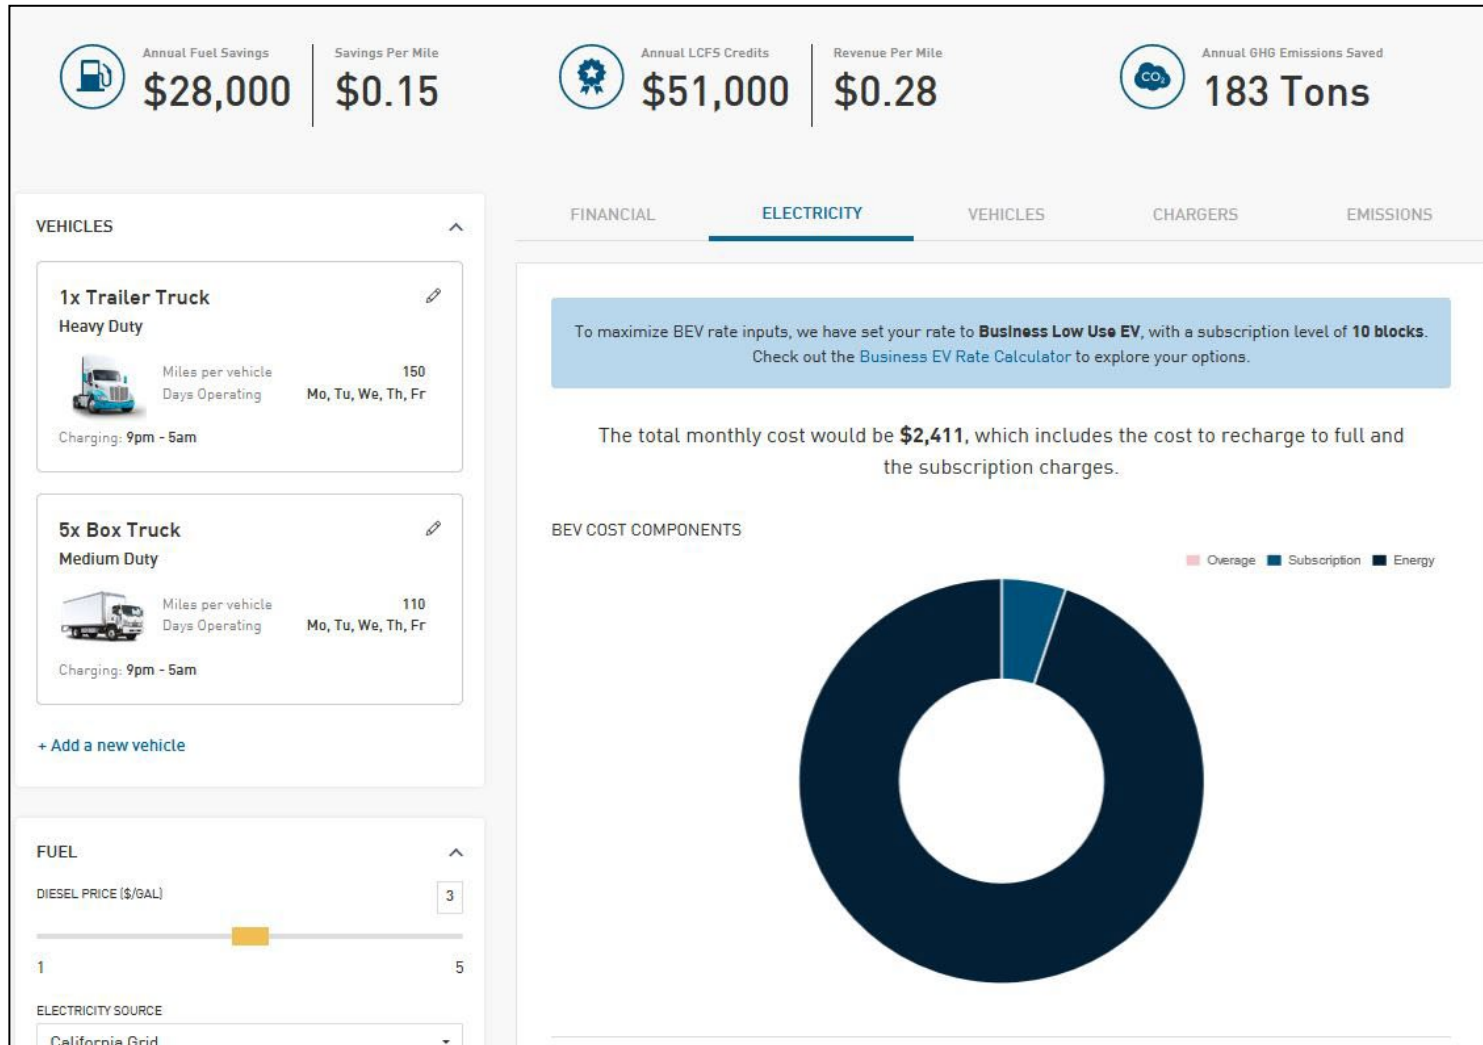 Annual Fuel Savings
$28,000
Savings Per Mile
$0.15
Annual LCFS Credits
$51,000
Revenue Per Mile
$0.28
CO₂
Annual GHG Emissions Saved
183 Tons
VEHICLES
1x Trailer Truck
Heavy Duty
Miles per vehicle 150
Days Operating Mo, Tu, We, Th, Fr
Charging: 9pm - 5am
5x Box Truck
Medium Duty
Miles per vehicle 110
Days Operating Mo, Tu, We, Th, Fr
Charging: 9pm - 5am
+ Add a new vehicle
FUEL
DIESEL PRICE ($/GAL) 3
1 5
ELECTRICITY SOURCE
California Grid
FINANCIAL ELECTRICITY VEHICLES CHARGERS EMISSIONS
To maximize BEV rate inputs, we have set your rate to Business Low Use EV, with a subscription level of 10 blocks.
Check out the Business EV Rate Calculator to explore your options.
The total monthly cost would be $2,411, which includes the cost to recharge to full and
the subscription charges.
BEV COST COMPONENTS
Overage Subscription Energy